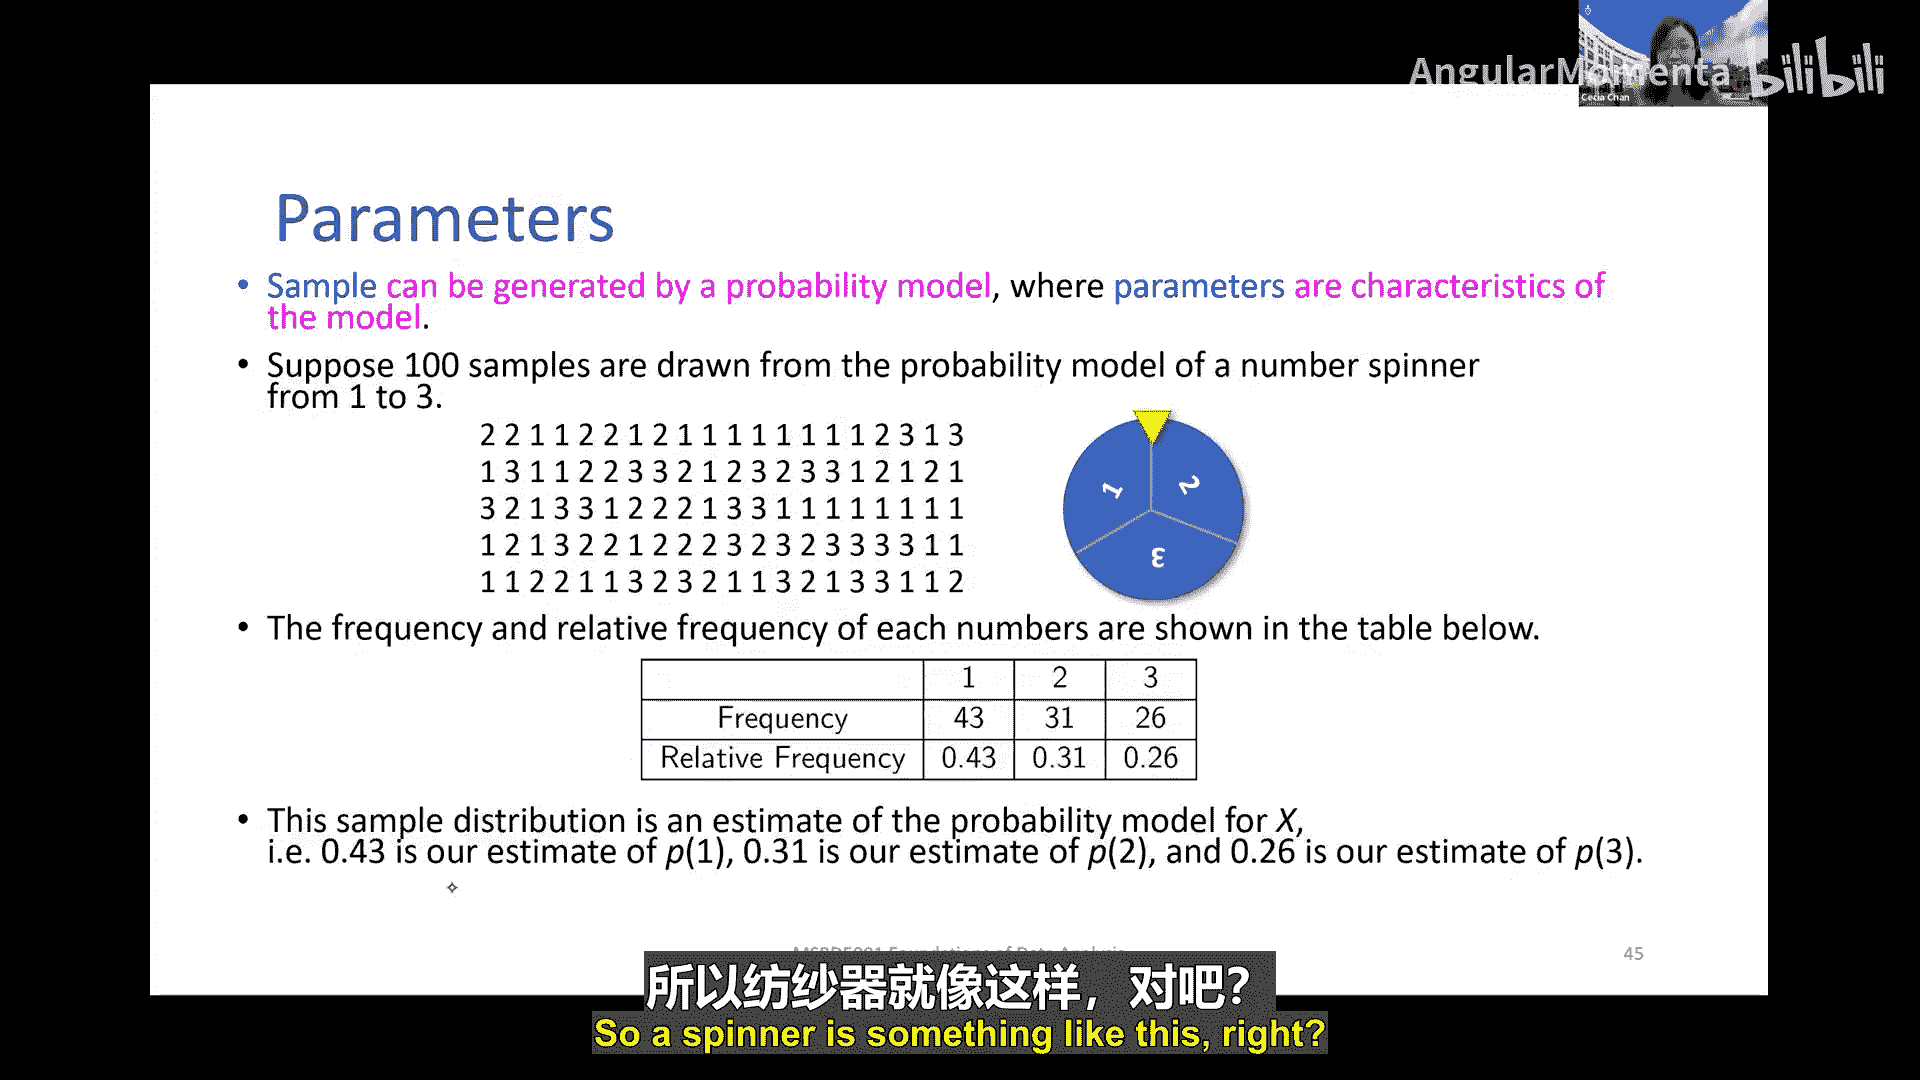 AngularMomenta bilibili
Cecia Chan
Parameters
• Sample can be generated by a probability model, where parameters are characteristics of
the model.
• Suppose 100 samples are drawn from the probability model of a number spinner
from 1 to 3.
2 2 1 1 2 2 1 2 1 1 1 1 1 1 1 1 2 3 1 3
1 3 1 1 2 2 3 3 2 1 2 3 2 3 3 1 2 1 2 1
3 2 1 3 3 1 2 2 2 1 3 3 1 1 1 1 1 1 1 1
1 2 1 3 2 2 1 2 2 2 3 2 3 2 3 3 3 3 1 1
1 1 2 2 1 1 3 2 3 2 1 1 3 2 1 3 3 1 1 2
1 2
3
• The frequency and relative frequency of each numbers are shown in the table below.
1 2 3
Frequency 43 31 26
Relative Frequency 0.43 0.31 0.26
• This sample distribution is an estimate of the probability model for X,
i.e. 0.43 is our estimate of p(1), 0.31 is our estimate of p(2), and 0.26 is our estimate of p(3).
MSBD5001 Foundations of Data Analysis
45
所以纺纱器就像这样，对吧？
So a spinner is something like this, right?